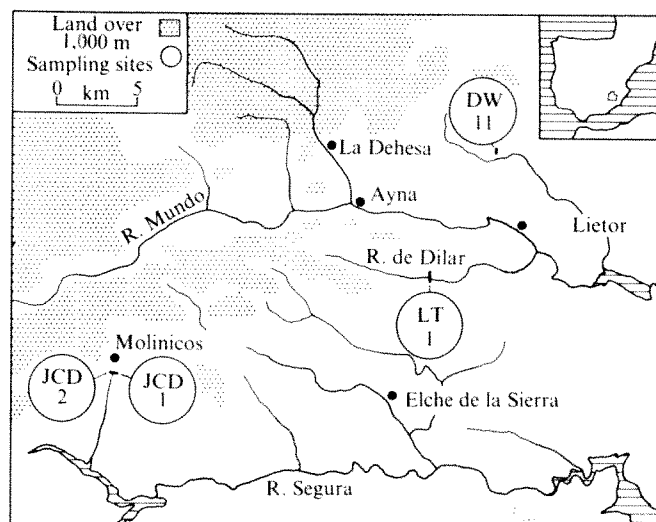 Land over
1,000 m
Sampling sites
0 km 5
DW
11
La Dehesa
Ayna
R. Mundo
Lietor
R. de Dilar
LT
1
Molinicos
JCD
2
JCD
1
Elche de la Sierra
R. Segura